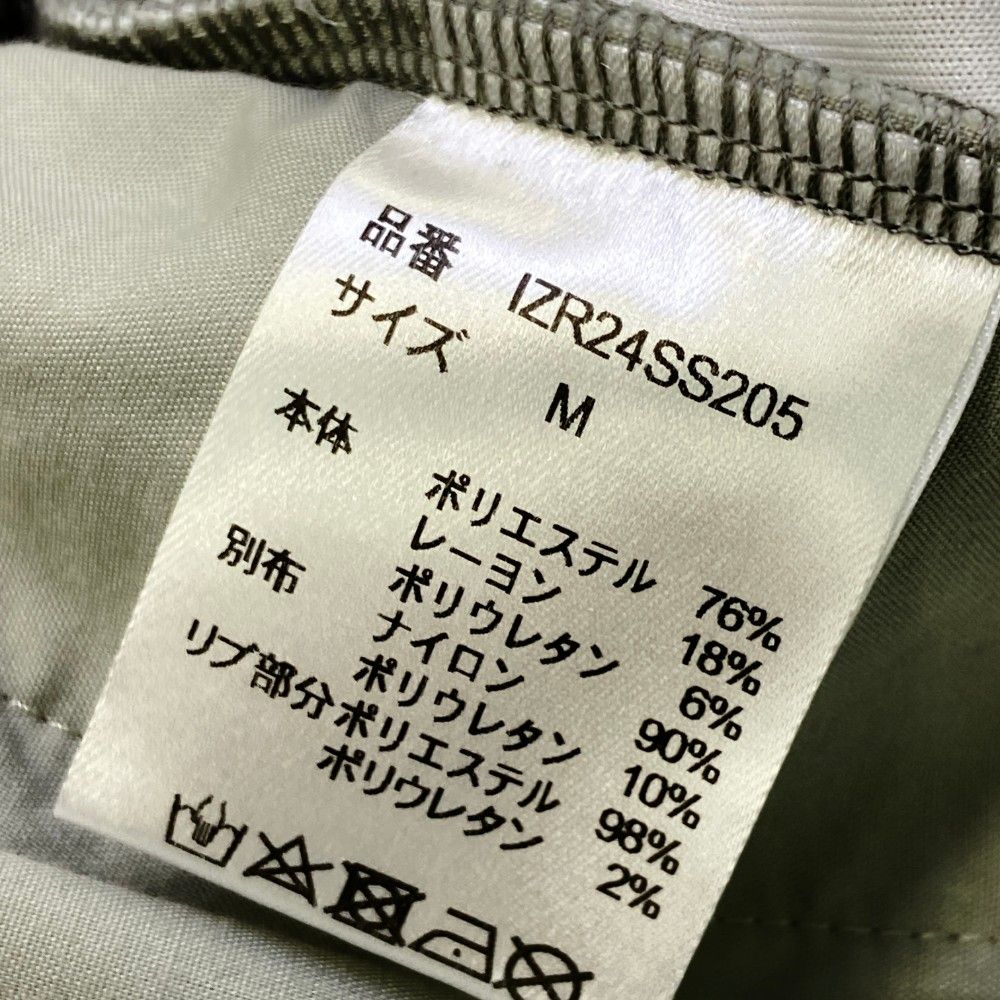 品番 IZR24SS205
サイズ M
本体 ポリエステル 76%
レーヨン 18%
ポリウレタン 6%
別布 ナイロン 90%
ポリウレタン 10%
リブ部分 ポリエステル 98%
ポリウレタン 2%